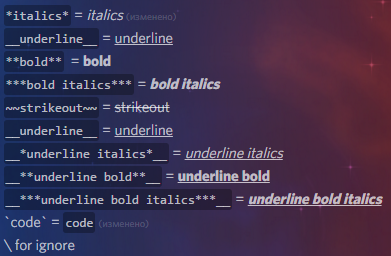 *italics* = italics (изменено)
__underline__ = underline
**bold** = bold
***bold italics*** = bold italics
~~strikeout~~ = strikeout
__underline__ = underline
__*underline italics*__ = underline italics
__**underline bold**__ = underline bold
__***underline bold italics***__ = underline bold italics
`code` = code (изменено)
\ for ignore